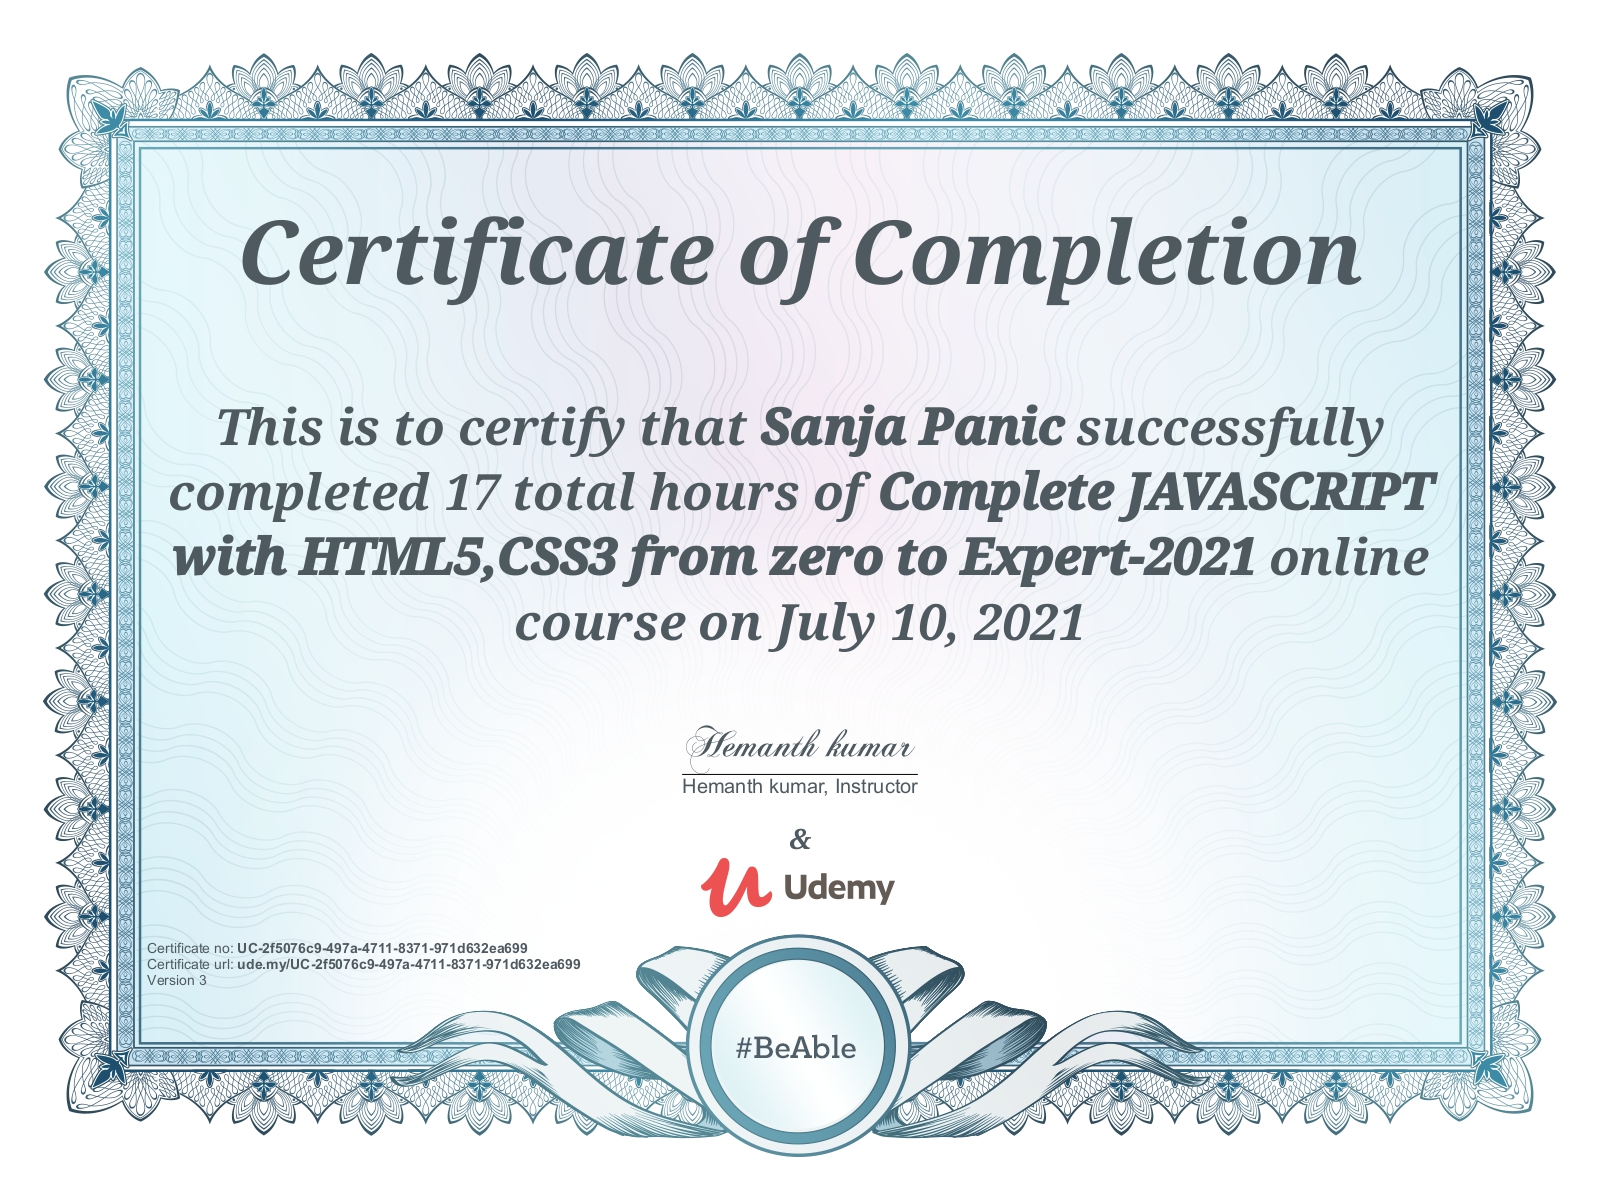 Certificate of Completion
This is to certify that Sanja Panic successfully
completed 17 total hours of Complete JAVASCRIPT
with HTML5,CSS3 from zero to Expert-2021 online
course on July 10, 2021
Hemanth kumar
Hemanth kumar, Instructor
&
Udemy
Certificate no: UC-2f5076c9-497a-4711-8371-971d632ea699
Certificate url: ude.my/UC-2f5076c9-497a-4711-8371-971d632ea699
Version 3
#BeAble